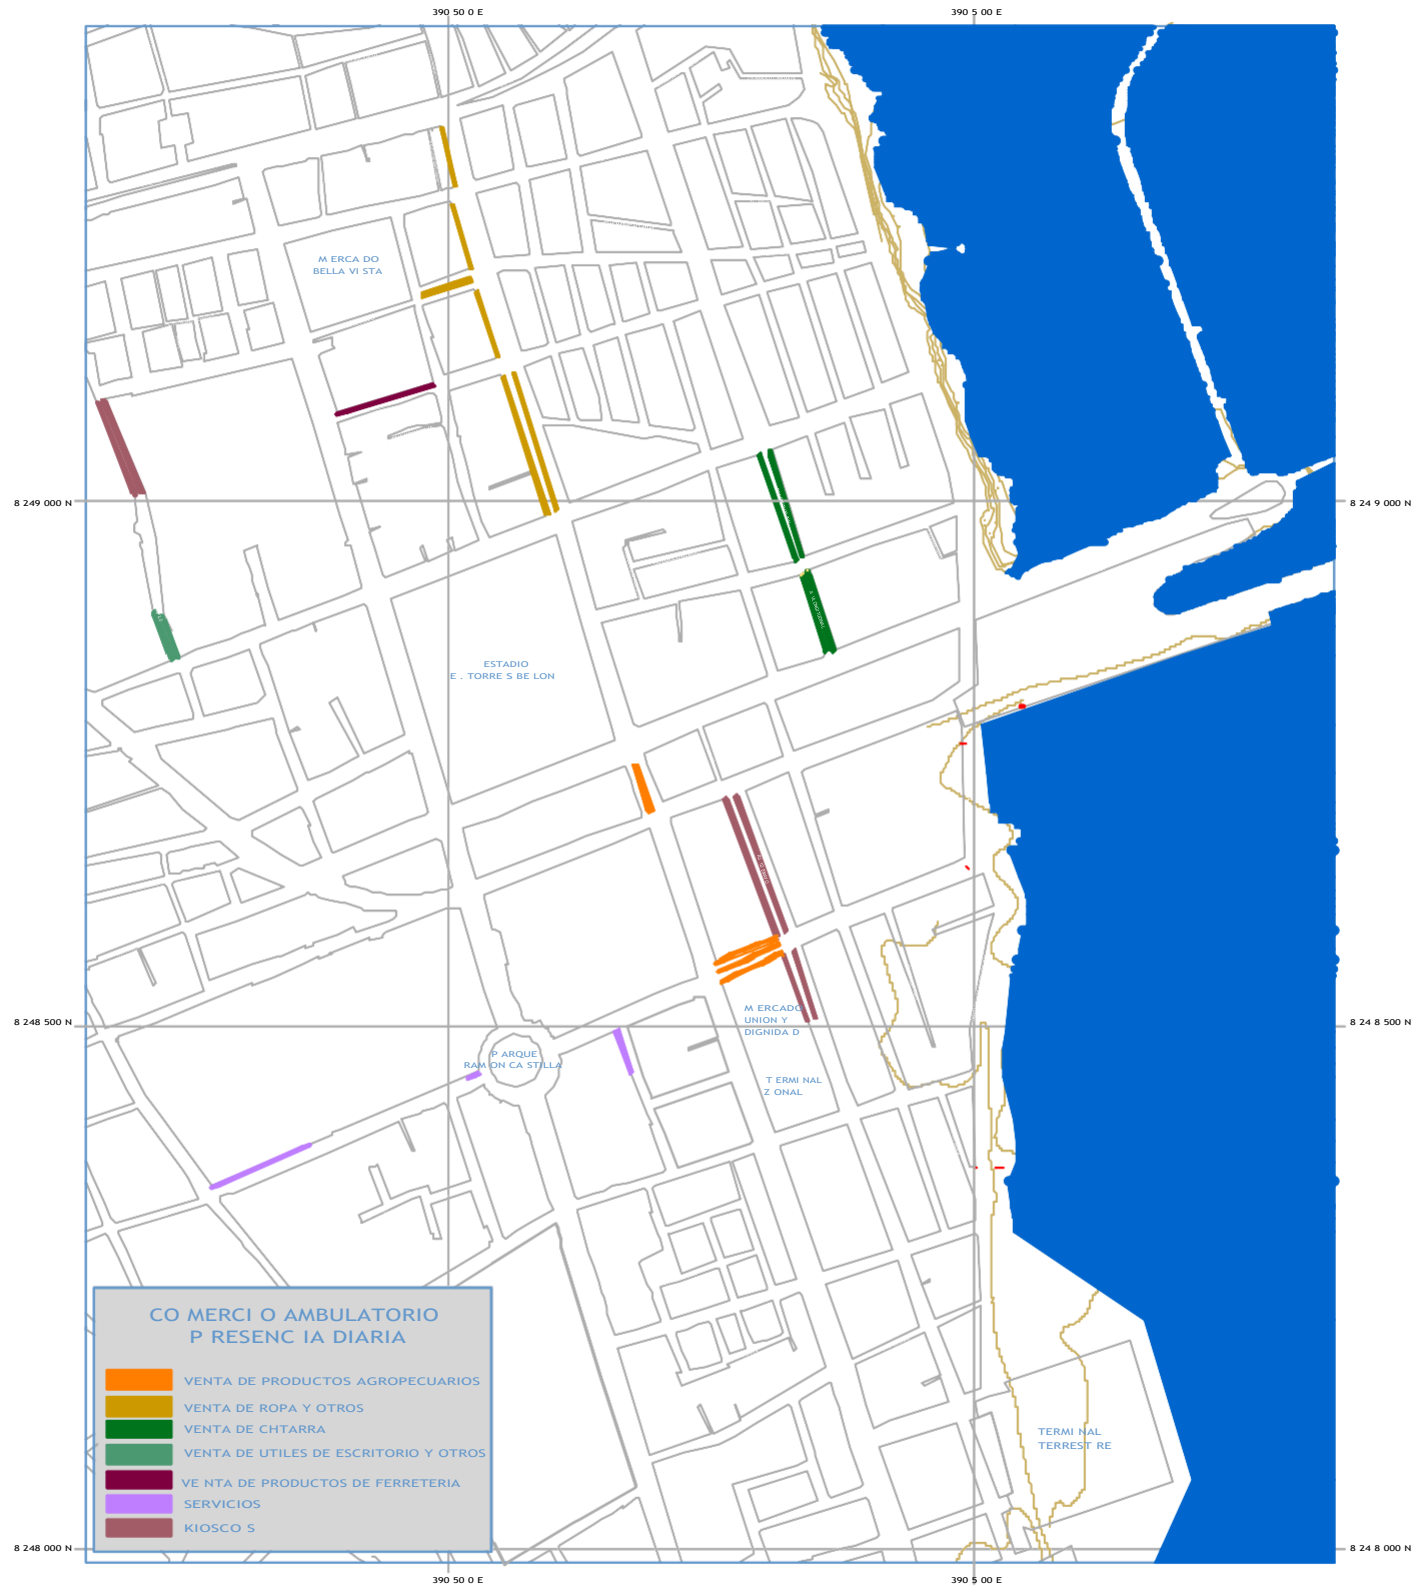 390 50 0 E
390 5 00 E
M ERCA DO
BELLA VI STA
8 249 000 N
8 24 9 000 N
ESTADIO
E . TORRE S BE LON
M ERCADO
UNION Y
DIGNIDA D
8 248 500 N
8 24 8 500 N
P ARQUE
RAM ON CA STILLA
T ERMI NAL
Z ONAL
CO MERCI O AMBULATORIO
P RESENC IA DIARIA
VENTA DE PRODUCTOS AGROPECUARIOS
VENTA DE ROPA Y OTROS
VENTA DE CHTARRA
VENTA DE UTILES DE ESCRITORIO Y OTROS
VE NTA DE PRODUCTOS DE FERRETERIA
SERVICIOS
KIOSCO S
TERMI NAL
TERREST RE
8 248 000 N
8 24 8 000 N
390 50 0 E
390 5 00 E